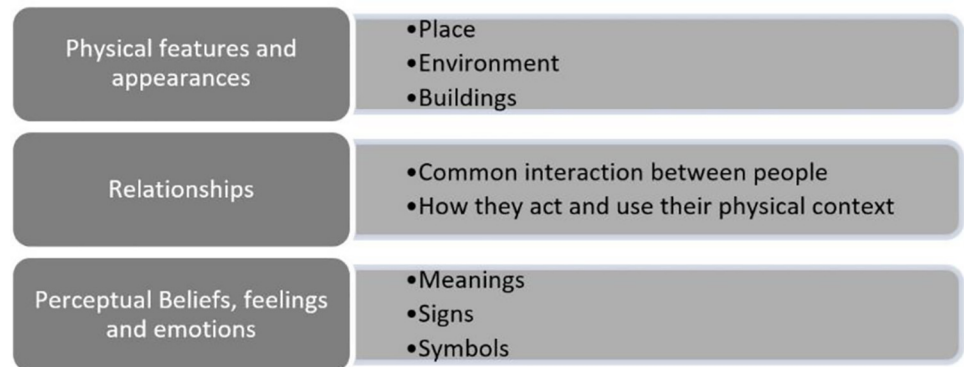 Physical features and
appearances
•Place
•Environment
•Buildings
Relationships
•Common interaction between people
•How they act and use their physical context
Perceptual Beliefs, feelings
and emotions
•Meanings
•Signs
•Symbols